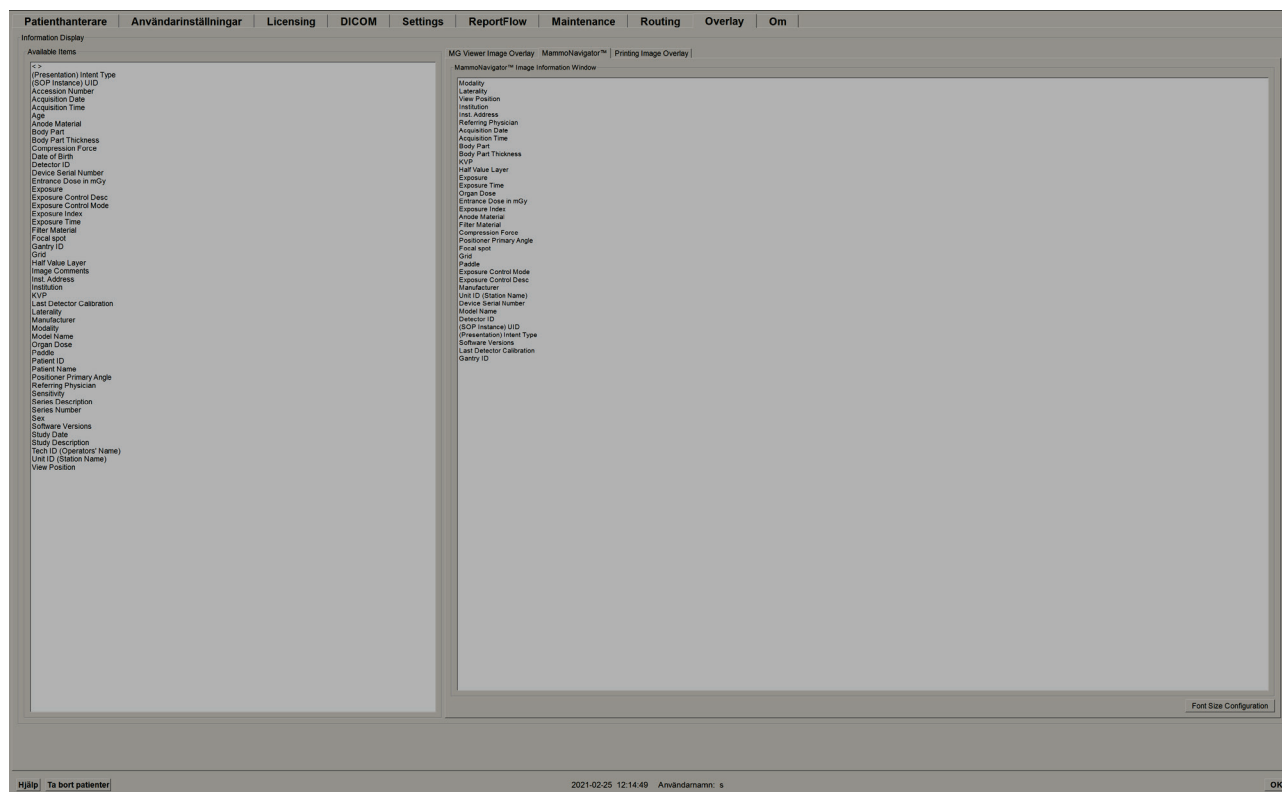 Patienthanterare Användarinställningar Licensing DICOM Settings ReportFlow Maintenance Routing Overlay Om
Information Display
Available Items
< >
(Presentation) Intent Type
(SOP Instance) UID
Accession Number
Acquisition Date
Acquisition Time
Age
Anode Material
Body Part
Body Part Thickness
Compression Force
Date of Birth
Detector ID
Device Serial Number
Entrance Dose in mGy
Exposure
Exposure Control Desc
Exposure Control Mode
Exposure Index
Exposure Time
Filter Material
Focal spot
Gantry ID
Grid
Half Value Layer
Image Comments
Inst. Address
Institution
KVP
Last Detector Calibration
Laterality
Manufacturer
Modality
Model Name
Organ Dose
Paddle
Patient ID
Patient Name
Positioner Primary Angle
Referring Physician
Sensitivity
Series Description
Series Number
Sex
Software Versions
Study Date
Study Description
Tech ID (Operators' Name)
Unit ID (Station Name)
View Position
MG Viewer Image Overlay MammoNavigator™ Printing Image Overlay
MammoNavigator™ Image Information Window
Modality
Laterality
View Position
Institution
Inst. Address
Referring Physician
Acquisition Date
Acquisition Time
Body Part
Body Part Thickness
KVP
Half Value Layer
Exposure
Exposure Time
Organ Dose
Entrance Dose in mGy
Exposure Index
Anode Material
Filter Material
Compression Force
Positioner Primary Angle
Focal spot
Grid
Paddle
Exposure Control Mode
Exposure Control Desc
Manufacturer
Unit ID (Station Name)
Device Serial Number
Model Name
Detector ID
(SOP Instance) UID
(Presentation) Intent Type
Software Versions
Last Detector Calibration
Gantry ID
Font Size Configuration
Hjälp Ta bort patienter 2021-02-25 12:14:49 Användarnamn: s OK